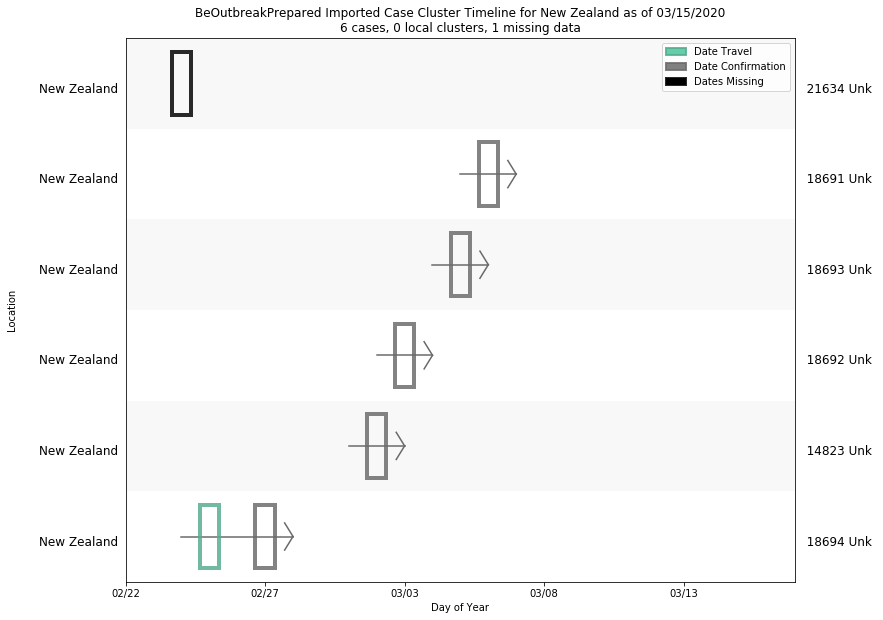 BeOutbreakPrepared Imported Case Cluster Timeline for New Zealand as of 03/15/2020
6 cases, 0 local clusters, 1 missing data
Date Travel
Date Confirmation
Dates Missing
New Zealand 21634 Unk
New Zealand 18691 Unk
New Zealand 18693 Unk
Location
New Zealand 18692 Unk
New Zealand 14823 Unk
New Zealand 18694 Unk
02/22 02/27 03/03 03/08 03/13
Day of Year